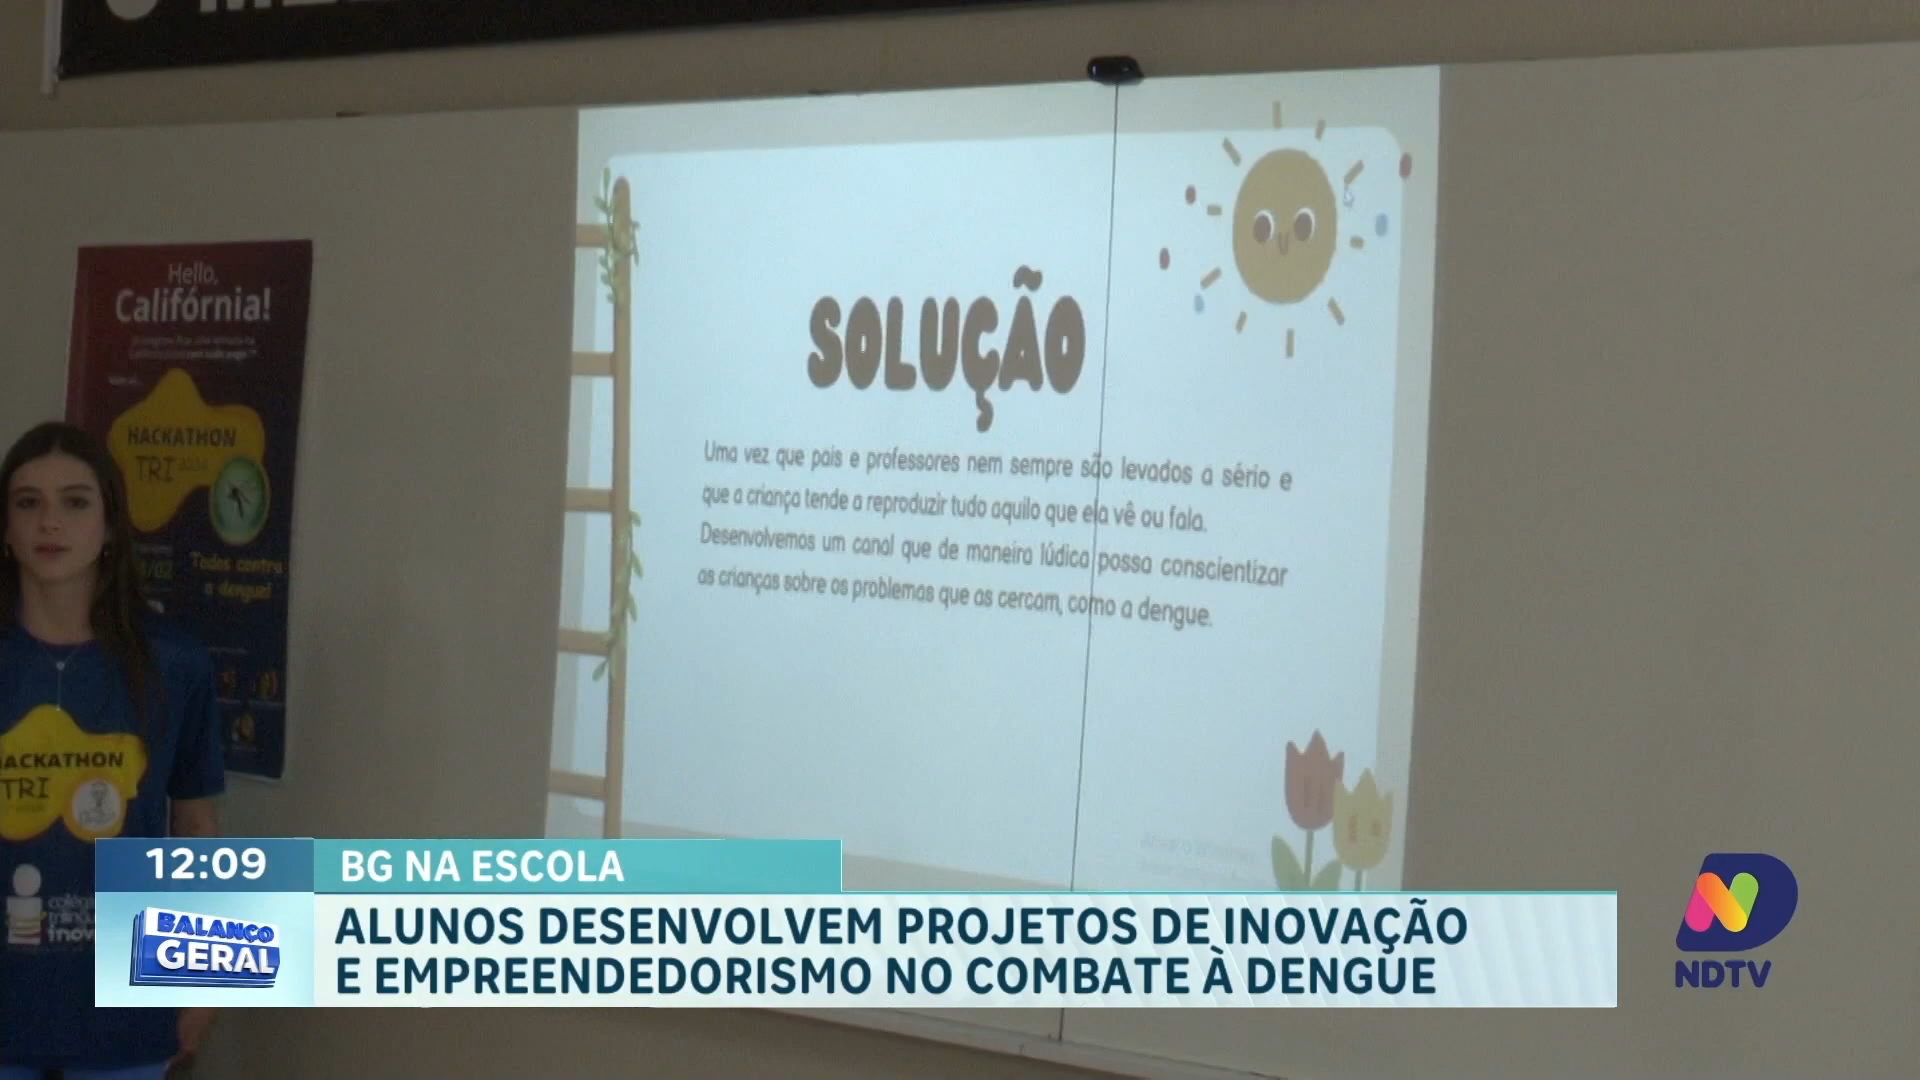 Hello,
Califórnia!
HACKATHON
TRI
Todos contra
a dengue!
SOLUÇÃO
Uma vez que pais e professores nem sempre são levados a sério e
que a criança tende a reproduzir tudo aquilo que ela vê ou fala.
Desenvolvemos um canal que de maneira lúdica possa conscientizar
as crianças sobre os problemas que as cercam, como a dengue.
ACKATHON
TRI
12:09
BG NA ESCOLA
BALANÇO
GERAL
ALUNOS DESENVOLVEM PROJETOS DE INOVAÇÃO
E EMPREENDEDORISMO NO COMBATE À DENGUE
N
NDTV